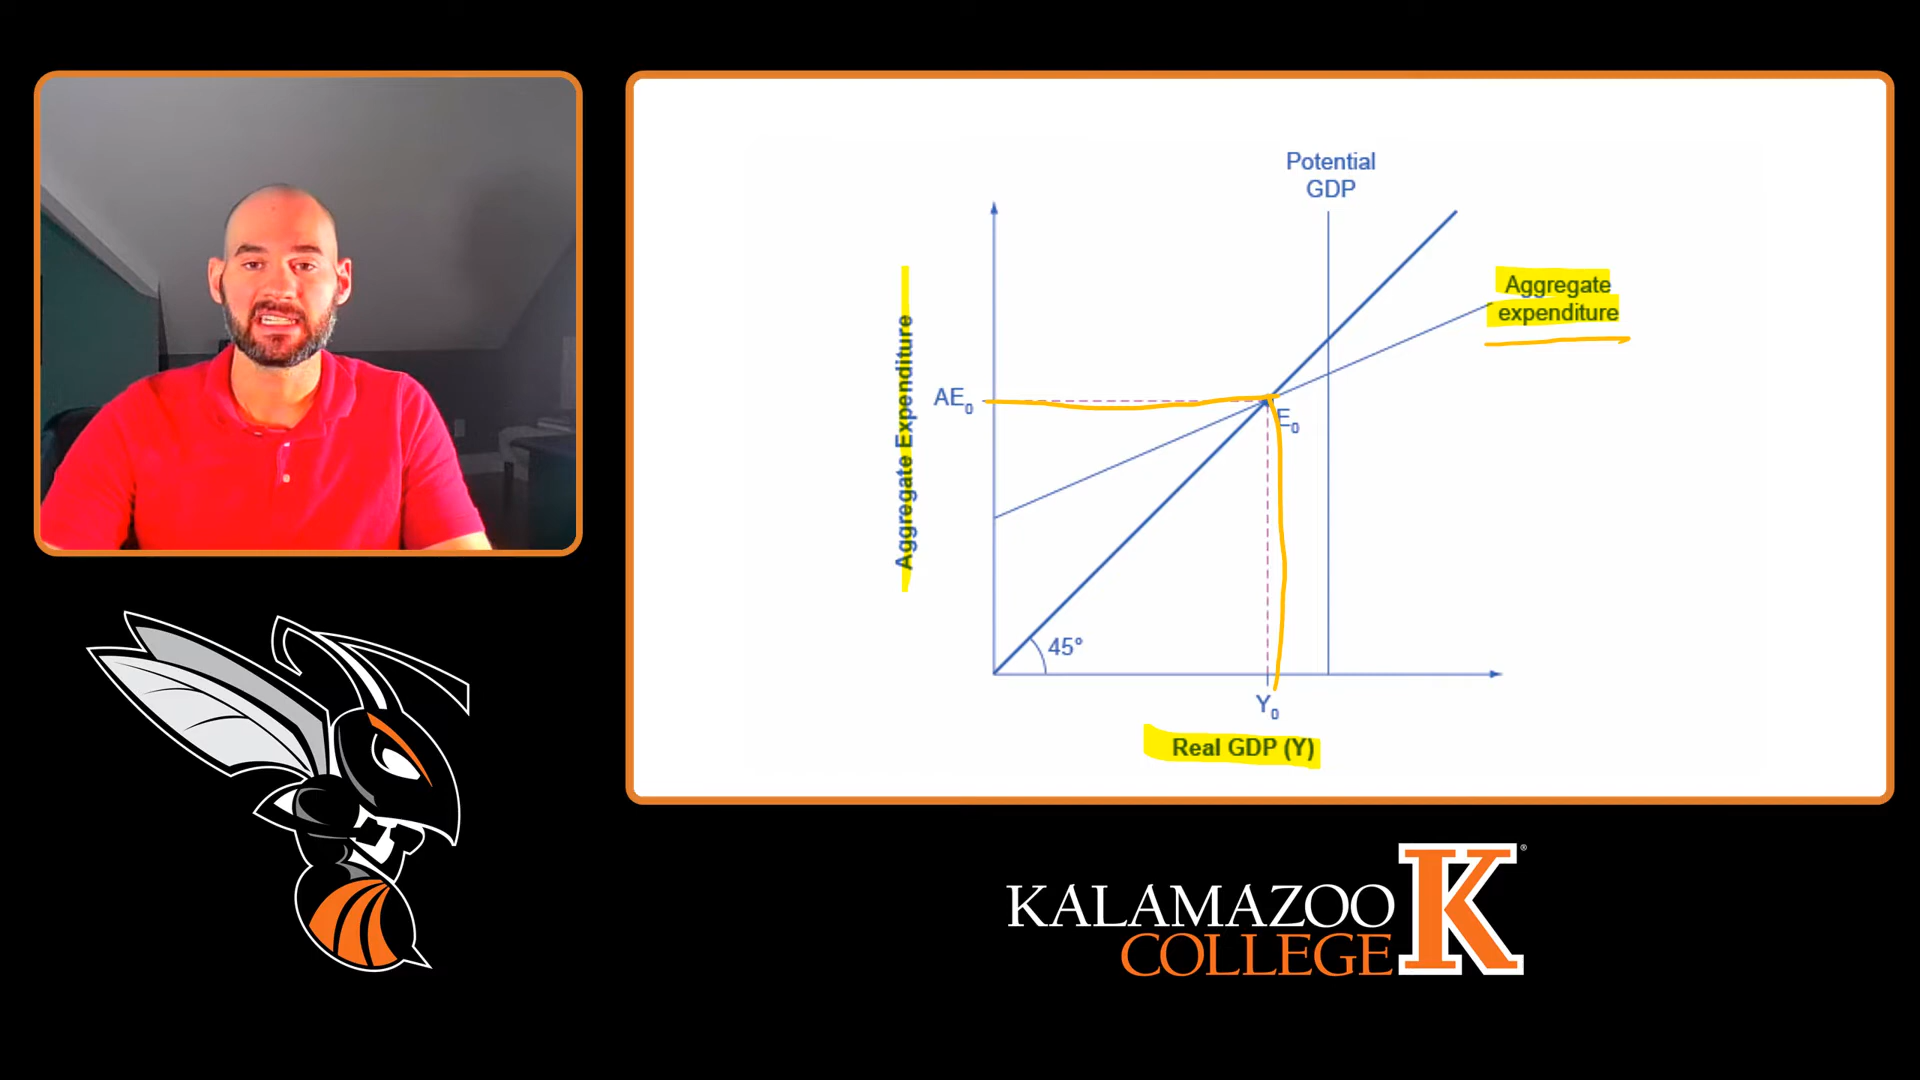 Potential
GDP
Aggregate
expenditure
Aggregate Expenditure
AE₀
E₀
45°
Y₀
Real GDP (Y)
KALAMAZOO
COLLEGE
K®